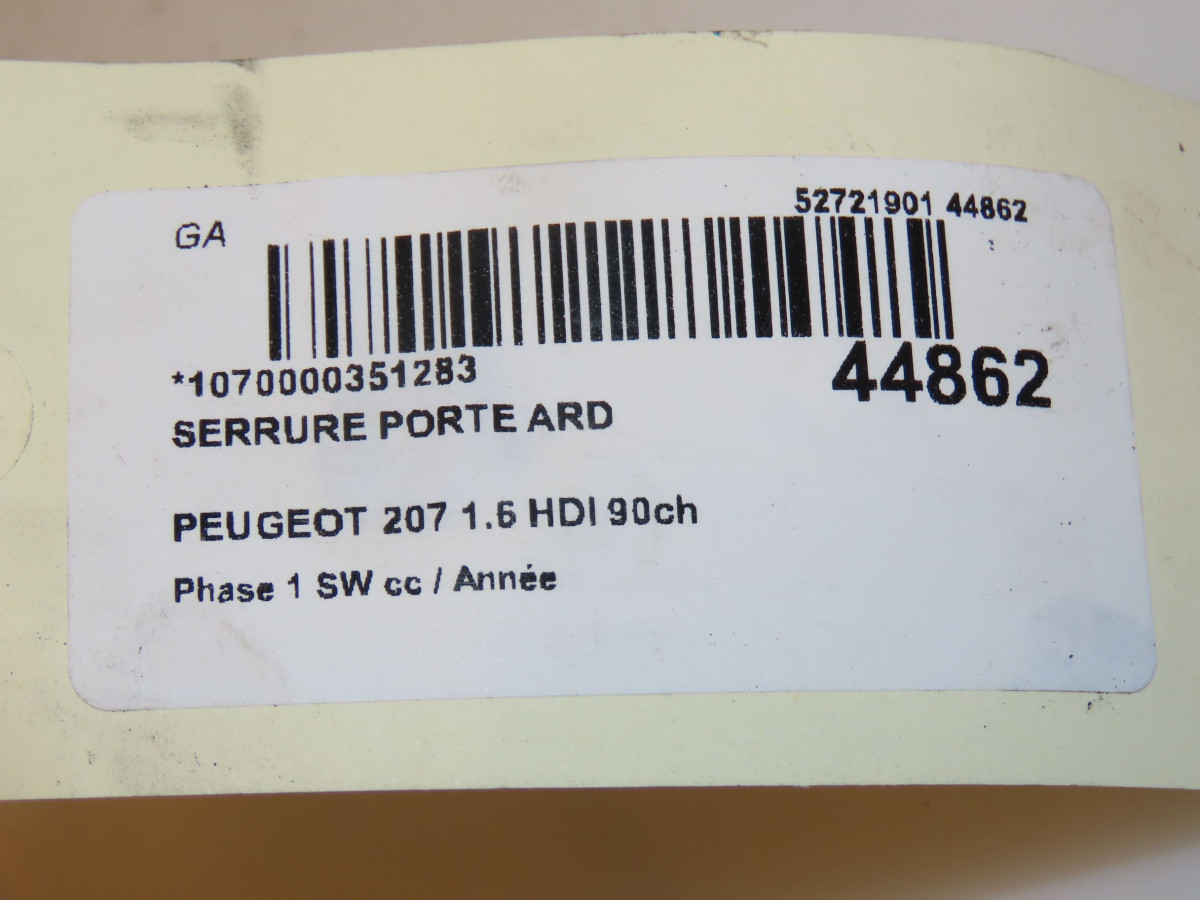 52721901 44862
GA
*1070000351283
44862
SERRURE PORTE ARD
PEUGEOT 207 1.6 HDI 90ch
Phase 1 SW cc / Année